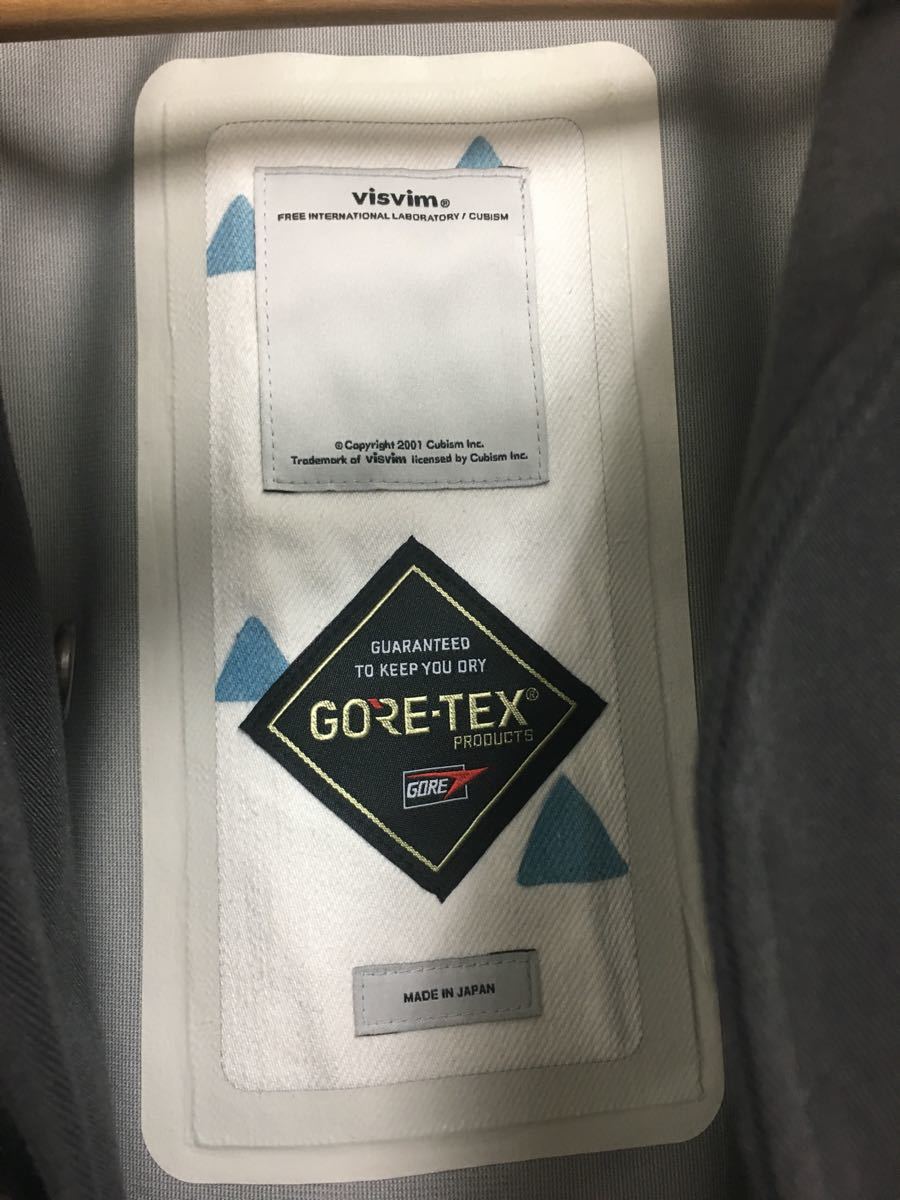 visvim®
FREE INTERNATIONAL LABORATORY / CUBISM
© Copyright 2001 Cubism Inc.
Trademark of visvim licensed by Cubism Inc.
GUARANTEED
TO KEEP YOU DRY
GORE-TEX®
PRODUCTS
GORE
MADE IN JAPAN